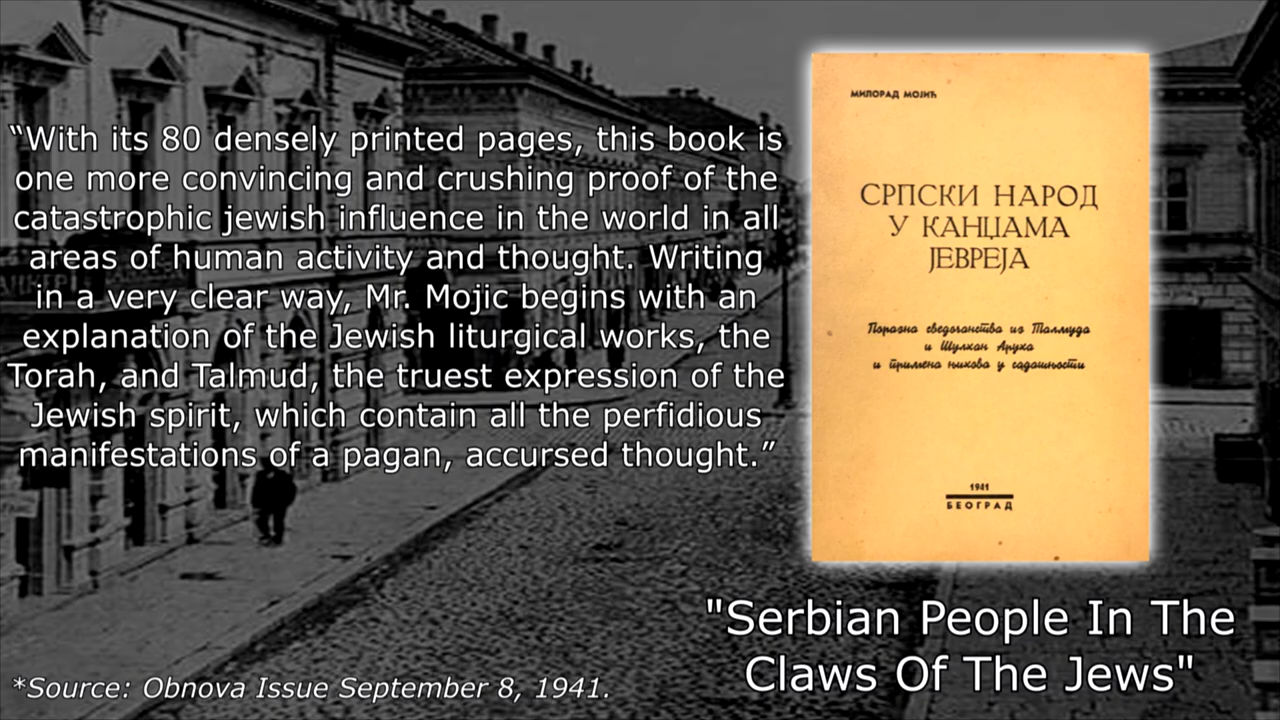 “With its 80 densely printed pages, this book is
one more convincing and crushing proof of the
catastrophic jewish influence in the world in all
areas of human activity and thought. Writing
in a very clear way, Mr. Mojic begins with an
explanation of the Jewish liturgical works, the
Torah, and Talmud, the truest expression of the
Jewish spirit, which contain all the perfidious
manifestations of a pagan, accursed thought.”
*Source: Obnova Issue September 8, 1941.
МИЛОРАД МОЈИЋ
СРПСКИ НАРОД
У КАНЏАМА
ЈЕВРЕЈА
Поразна сведочанства из Талмуда
и Шулхан Аруха
и примена њихова у садашњости
1941
БЕОГРАД
"Serbian People In The
Claws Of The Jews"